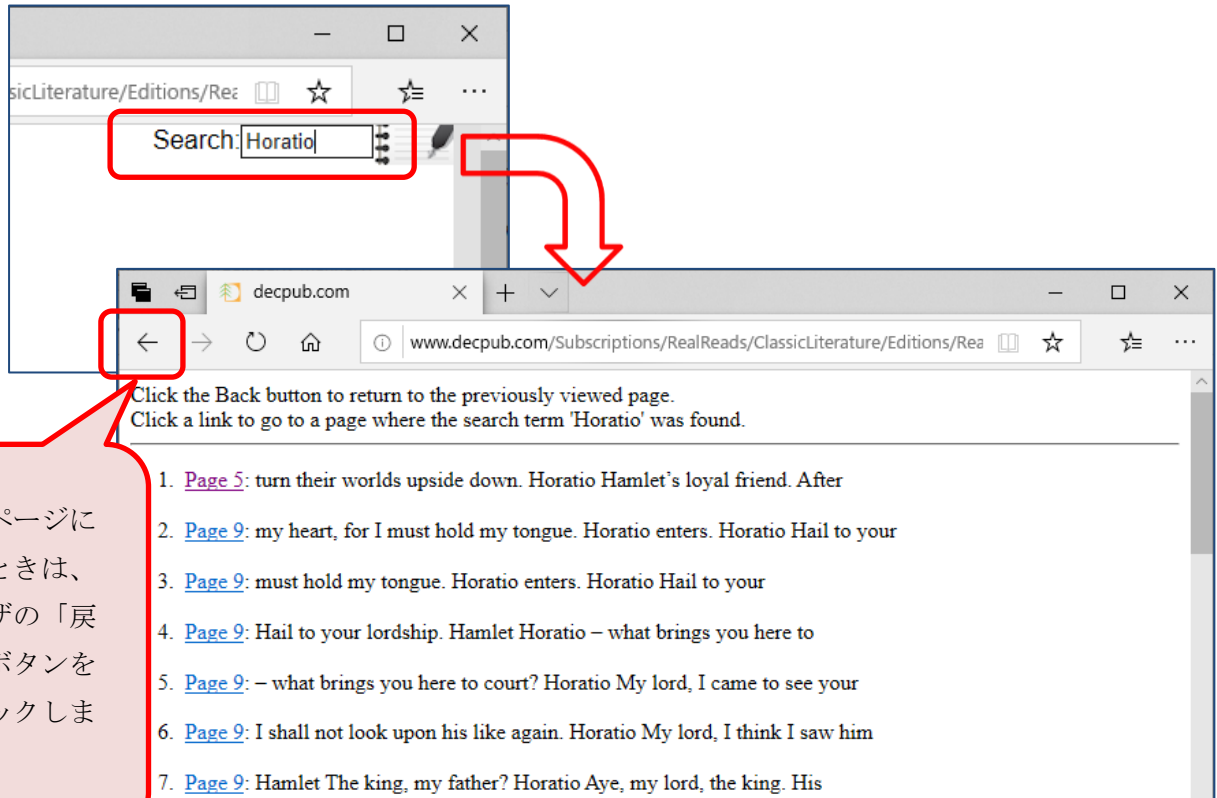 sicLiterature/Editions/Rea
Search: Horatio
decpub.com
www.decpub.com/Subscriptions/RealReads/ClassicLiterature/Editions/Rea
Click the Back button to return to the previously viewed page.
Click a link to go to a page where the search term 'Horatio' was found.
1. Page 5: turn their worlds upside down. Horatio Hamlet’s loyal friend. After
2. Page 9: my heart, for I must hold my tongue. Horatio enters. Horatio Hail to your
3. Page 9: must hold my tongue. Horatio enters. Horatio Hail to your
4. Page 9: Hail to your lordship. Hamlet Horatio – what brings you here to
5. Page 9: – what brings you here to court? Horatio My lord, I came to see your
6. Page 9: I shall not look upon his like again. Horatio My lord, I think I saw him
7. Page 9: Hamlet The king, my father? Horatio Aye, my lord, the king. His
ページに
ときは、
ザの「戻
ボタンを
ックしま